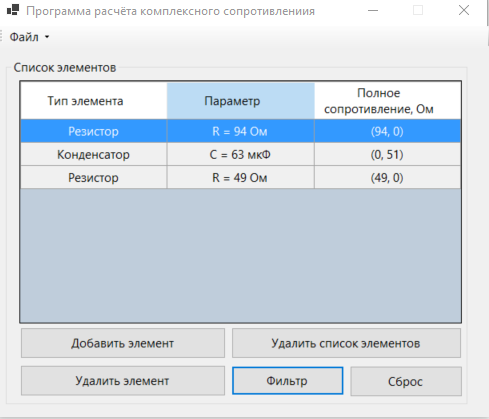 Программа расчёта комплексного сопротивлениия
Файл
Список элементов
Тип элемента Параметр Полное сопротивление, Ом
Резистор R = 94 Ом (94, 0)
Конденсатор C = 63 мкФ (0, 51)
Резистор R = 49 Ом (49, 0)
Добавить элемент Удалить список элементов
Удалить элемент Фильтр Сброс